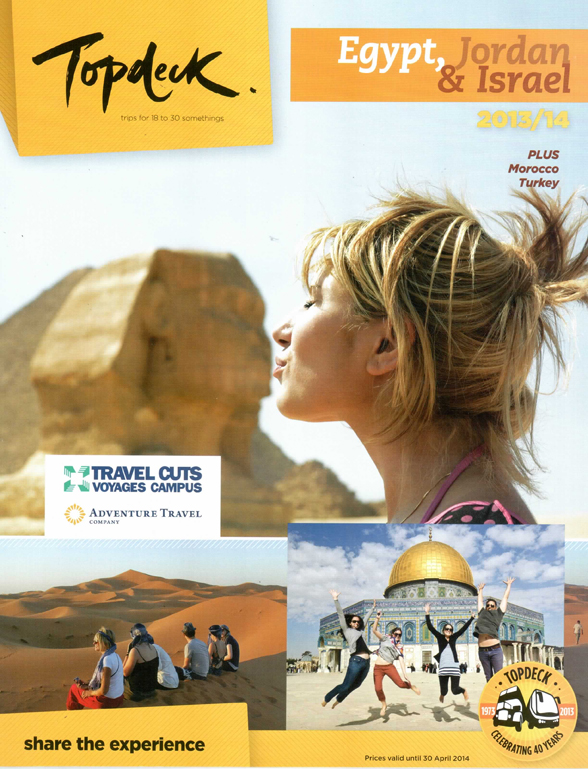 Topdeck.
trips for 18 to 30 somethings
Egypt, Jordan
& Israel
2013/14
PLUS
Morocco
Turkey
TRAVEL CUTS
VOYAGES CAMPUS
ADVENTURE TRAVEL
COMPANY
share the experience
TOPDECK
1973 2013
CELEBRATING 40 YEARS
Prices valid until 30 April 2014